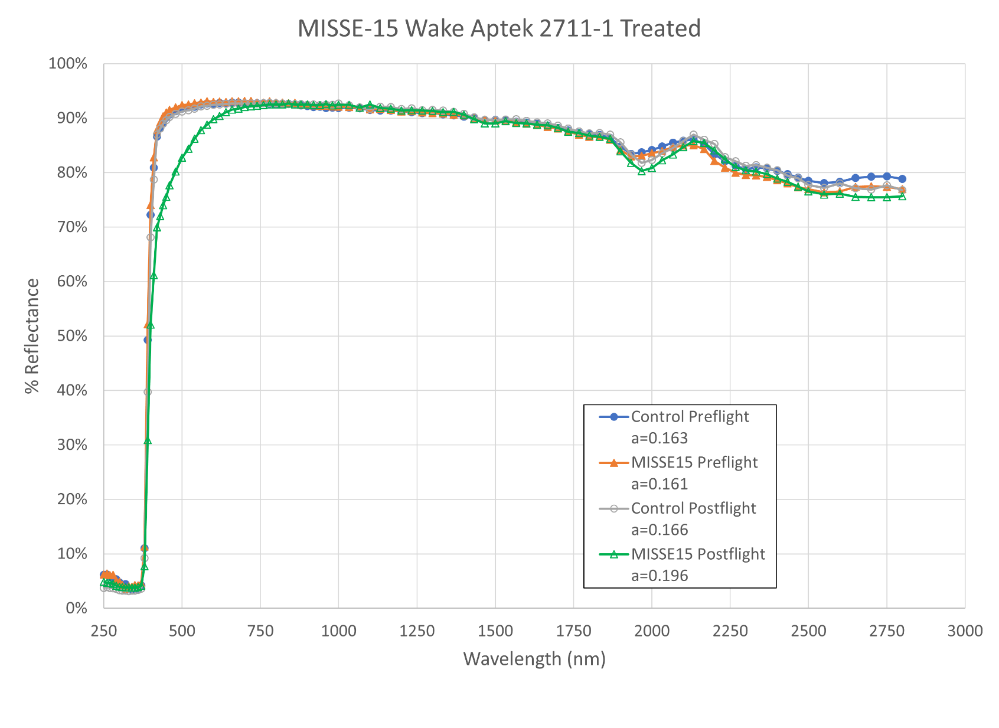 MISSE-15 Wake Aptek 2711-1 Treated
100%
90%
80%
70%
60%
50%
40%
30%
20%
10%
0%
% Reflectance
Control Preflight
a=0.163
MISSE15 Preflight
a=0.161
Control Postflight
a=0.166
MISSE15 Postflight
a=0.196
250 500 750 1000 1250 1500 1750 2000 2250 2500 2750 3000
Wavelength (nm)